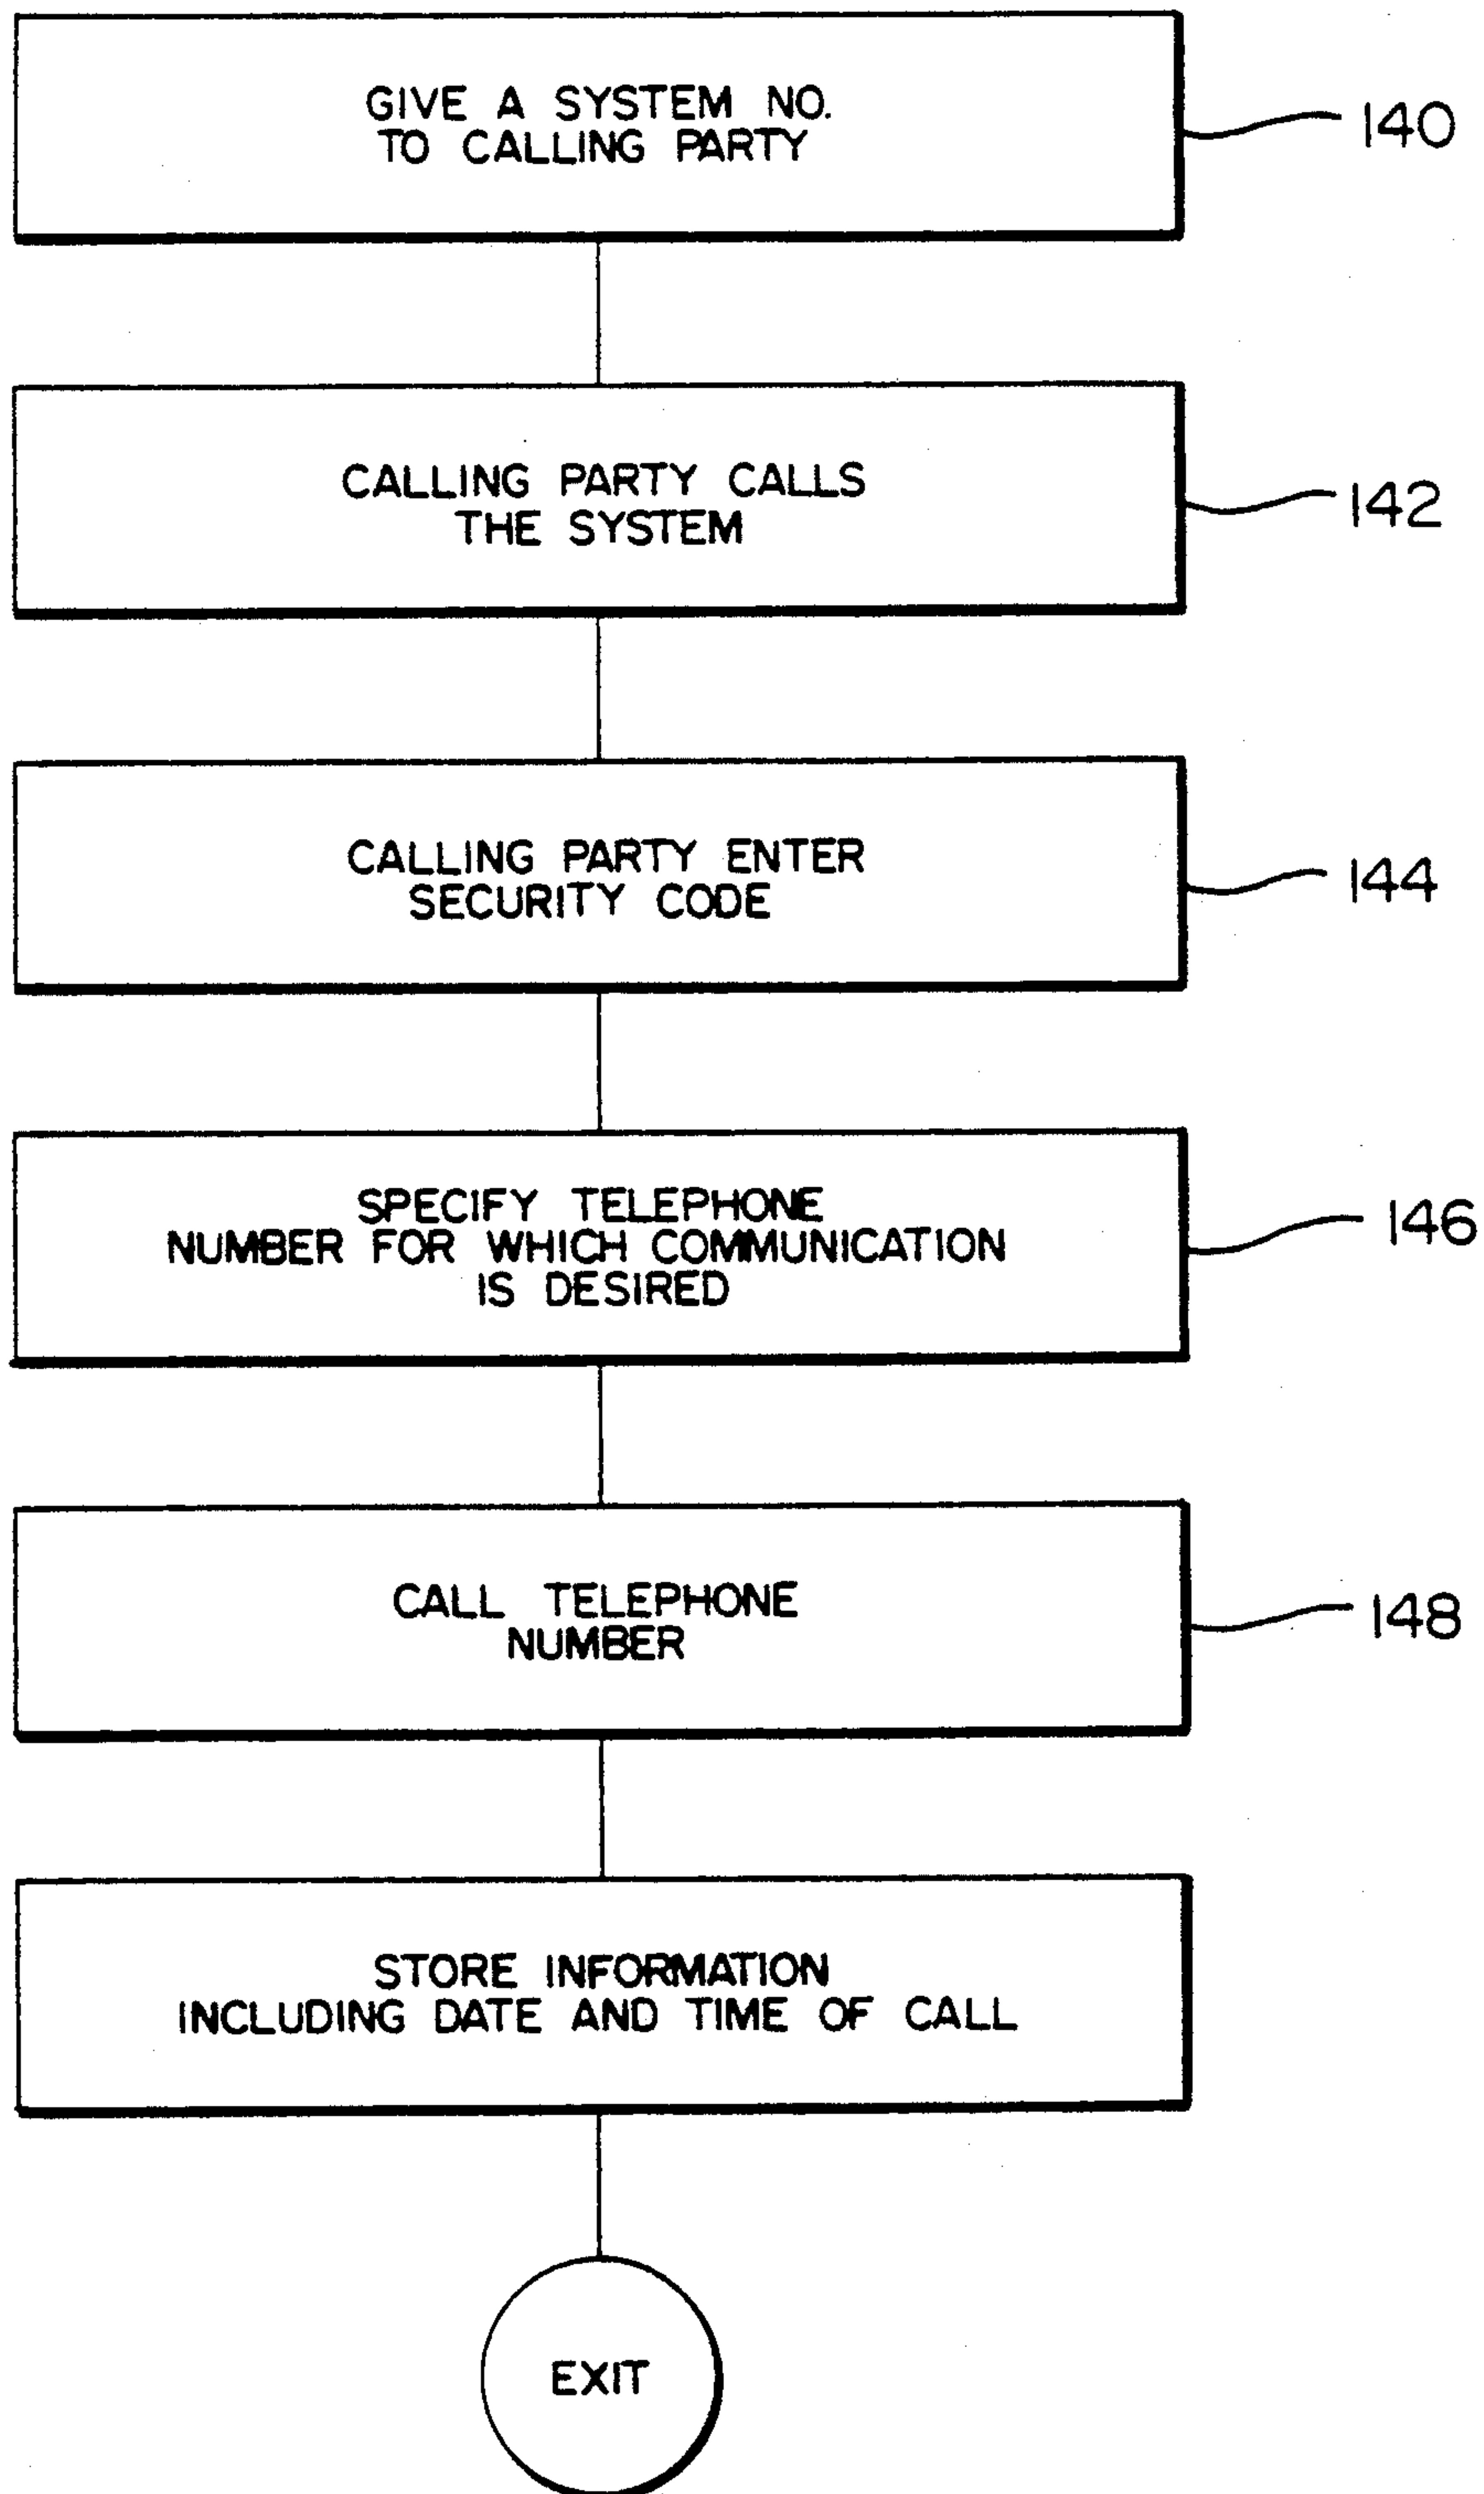 GIVE A SYSTEM NO.
TO CALLING PARTY
140
CALLING PARTY CALLS
THE SYSTEM
142
CALLING PARTY ENTER
SECURITY CODE
144
SPECIFY TELEPHONE
NUMBER FOR WHICH COMMUNICATION
IS DESIRED
146
CALL TELEPHONE
NUMBER
148
STORE INFORMATION
INCLUDING DATE AND TIME OF CALL
EXIT